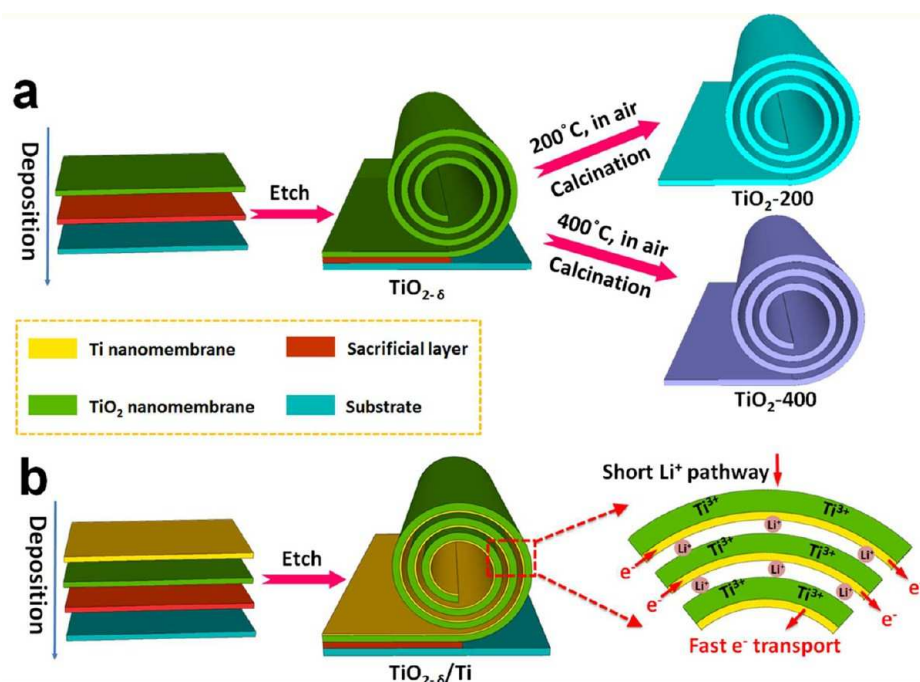 a
Deposition
Etch
TiO2-δ
200°C, in air
Calcination
TiO2-200
400°C, in air
Calcination
TiO2-400
Ti nanomembrane
Sacrificial layer
TiO2 nanomembrane
Substrate
b
Deposition
Etch
TiO2-δ/Ti
Short Li+ pathway
Ti3+
Ti3+
Li+
Ti3+
Ti3+
Li+
Li+
e-
e-
Li+
Ti3+
Ti3+
Li+
Li+
e-
e-
Fast e- transport